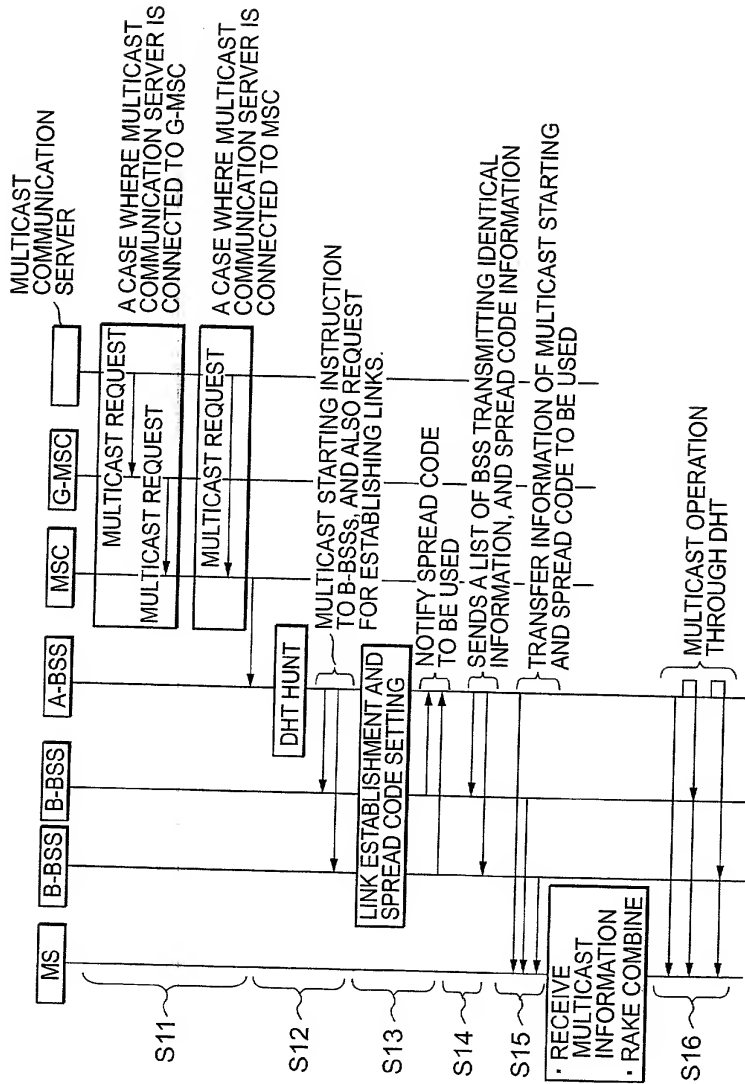 MULTICAST
COMMUNICATION
SERVER
MS
B-BSS
B-BSS
A-BSS
MSC
G-MSC
S11
MULTICAST REQUEST
MULTICAST REQUEST
A CASE WHERE MULTICAST
COMMUNICATION SERVER IS
CONNECTED TO G-MSC
MULTICAST REQUEST
A CASE WHERE MULTICAST
COMMUNICATION SERVER IS
CONNECTED TO MSC
S12
DHT HUNT
MULTICAST STARTING INSTRUCTION
TO B-BSSs, AND ALSO REQUEST
FOR ESTABLISHING LINKS.
S13
LINK ESTABLISHMENT AND
SPREAD CODE SETTING
NOTIFY SPREAD CODE
TO BE USED
S14
SENDS A LIST OF BSS TRANSMITTING IDENTICAL
INFORMATION, AND SPREAD CODE INFORMATION
S15
TRANSFER INFORMATION OF MULTICAST STARTING
AND SPREAD CODE TO BE USED
· RECEIVE
MULTICAST
INFORMATION
· RAKE COMBINE
S16
MULTICAST OPERATION
THROUGH DHT